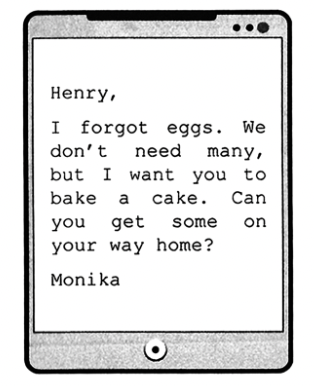 Henry,
I forgot eggs. We
don't need many,
but I want you to
bake a cake. Can
you get some on
your way home?
Monika